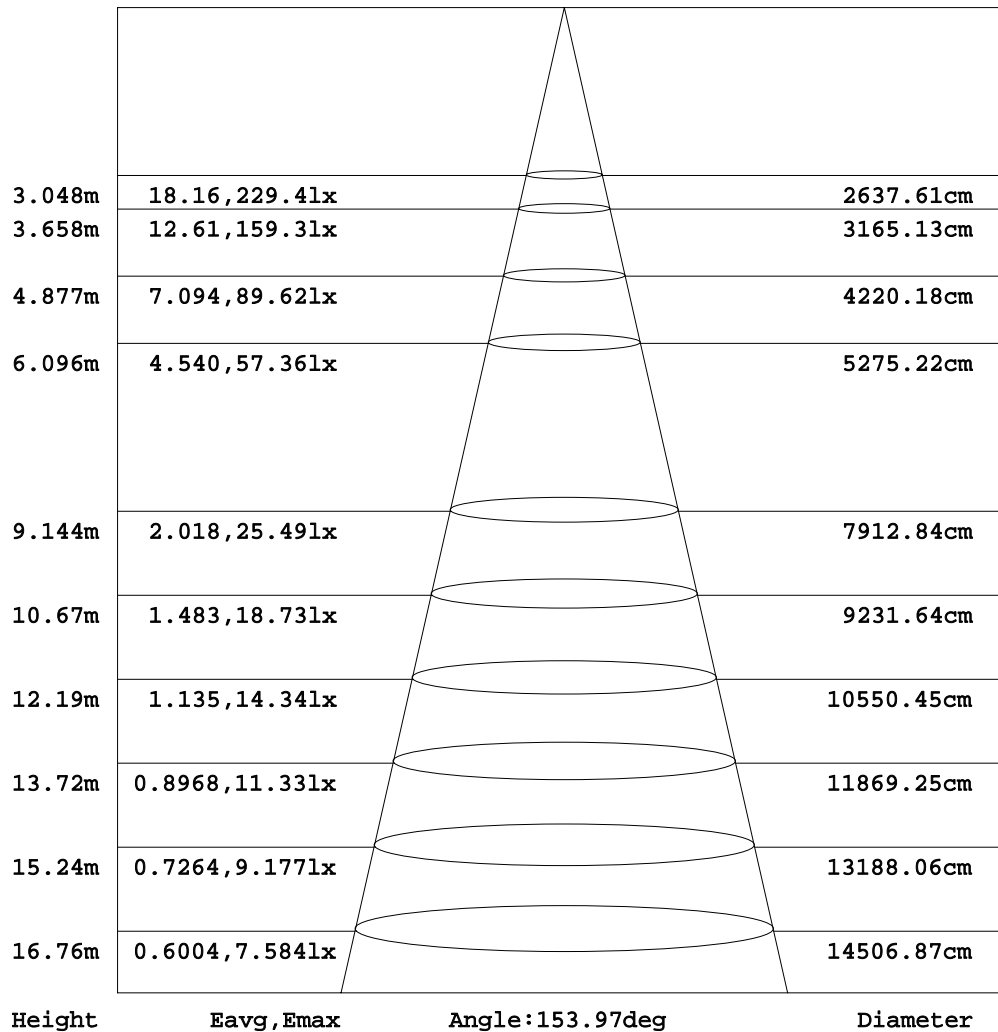 3.048m 18.16,229.4lx 2637.61cm
3.658m 12.61,159.3lx 3165.13cm
4.877m 7.094,89.62lx 4220.18cm
6.096m 4.540,57.36lx 5275.22cm
9.144m 2.018,25.49lx 7912.84cm
10.67m 1.483,18.73lx 9231.64cm
12.19m 1.135,14.34lx 10550.45cm
13.72m 0.8968,11.33lx 11869.25cm
15.24m 0.7264,9.177lx 13188.06cm
16.76m 0.6004,7.584lx 14506.87cm
Height Eavg,Emax Angle:153.97deg Diameter